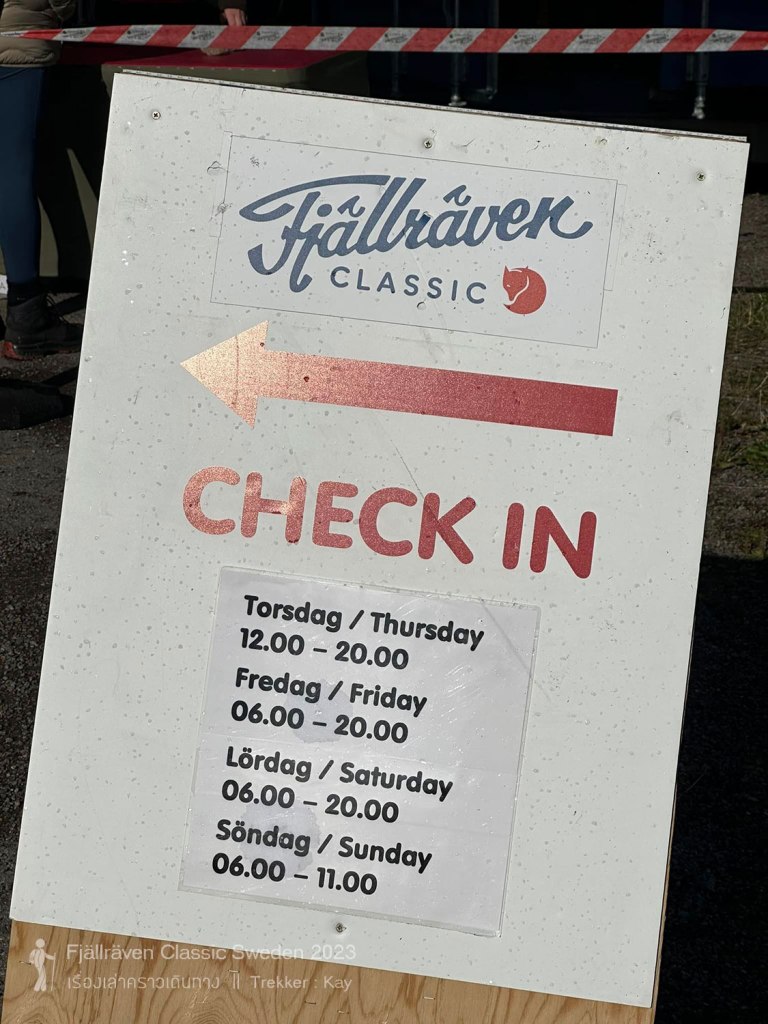 Fjällräven
CLASSIC
CHECK IN
Torsdag / Thursday
12.00 – 20.00
Fredag / Friday
06.00 – 20.00
Lördag / Saturday
06.00 – 20.00
Söndag / Sunday
06.00 – 11.00
Fjällräven Classic Sweden 2023
เรื่องเล่าคราวเดินทาง || Trekker : Kay